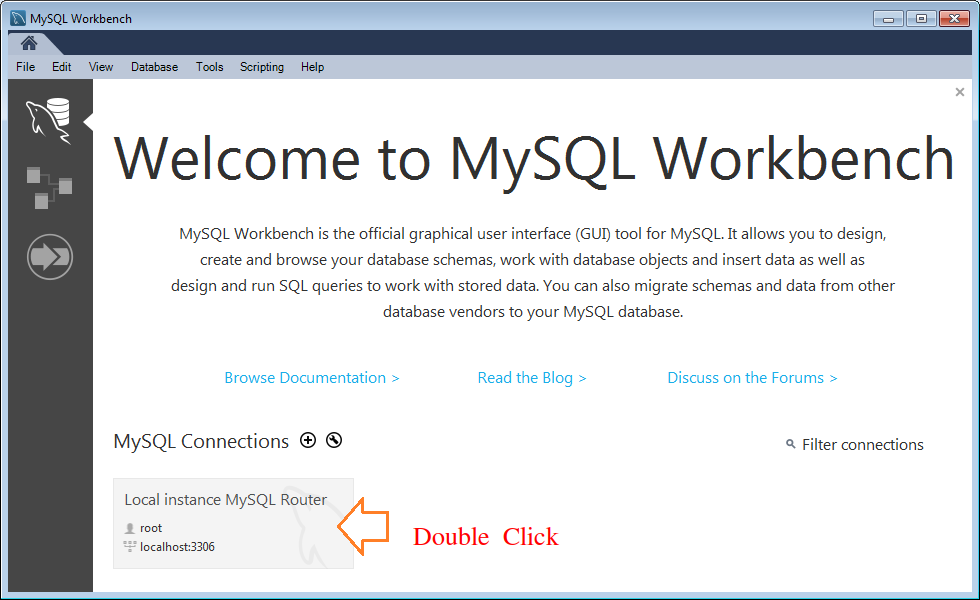 MySQL Workbench
File Edit View Database Tools Scripting Help
Welcome to MySQL Workbench
MySQL Workbench is the official graphical user interface (GUI) tool for MySQL. It allows you to design,
create and browse your database schemas, work with database objects and insert data as well as
design and run SQL queries to work with stored data. You can also migrate schemas and data from other
database vendors to your MySQL database.
Browse Documentation > Read the Blog > Discuss on the Forums >
MySQL Connections Filter connections
Local instance MySQL Router
root
localhost:3306
Double Click